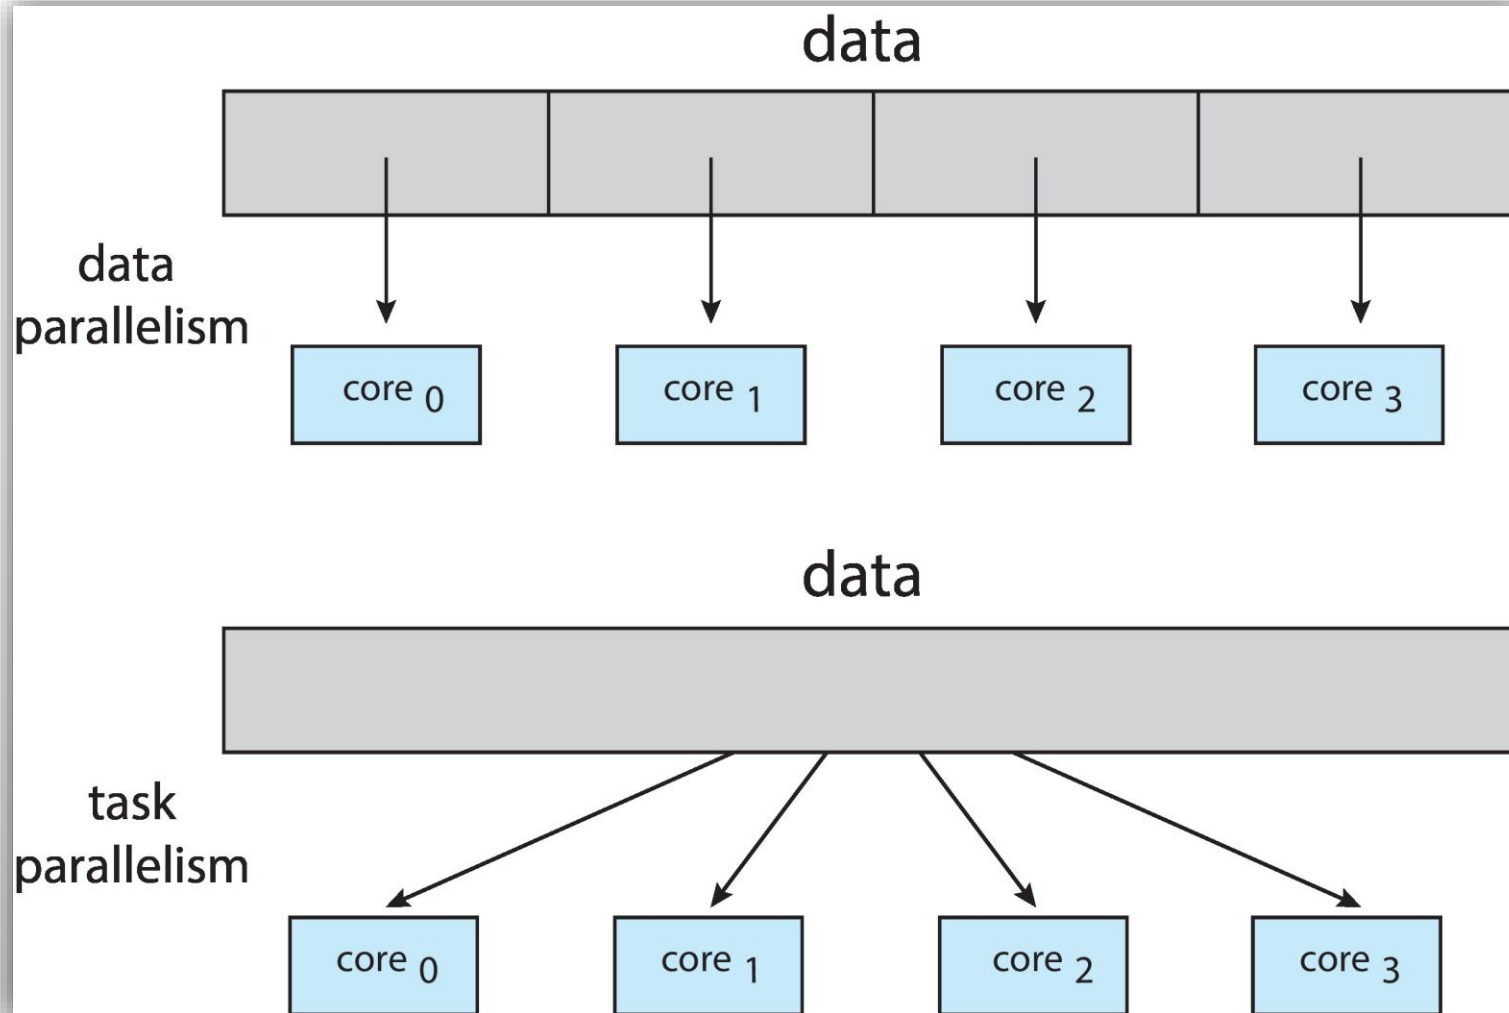 data
data
parallelism
core 0
core 1
core 2
core 3
data
task
parallelism
core 0
core 1
core 2
core 3